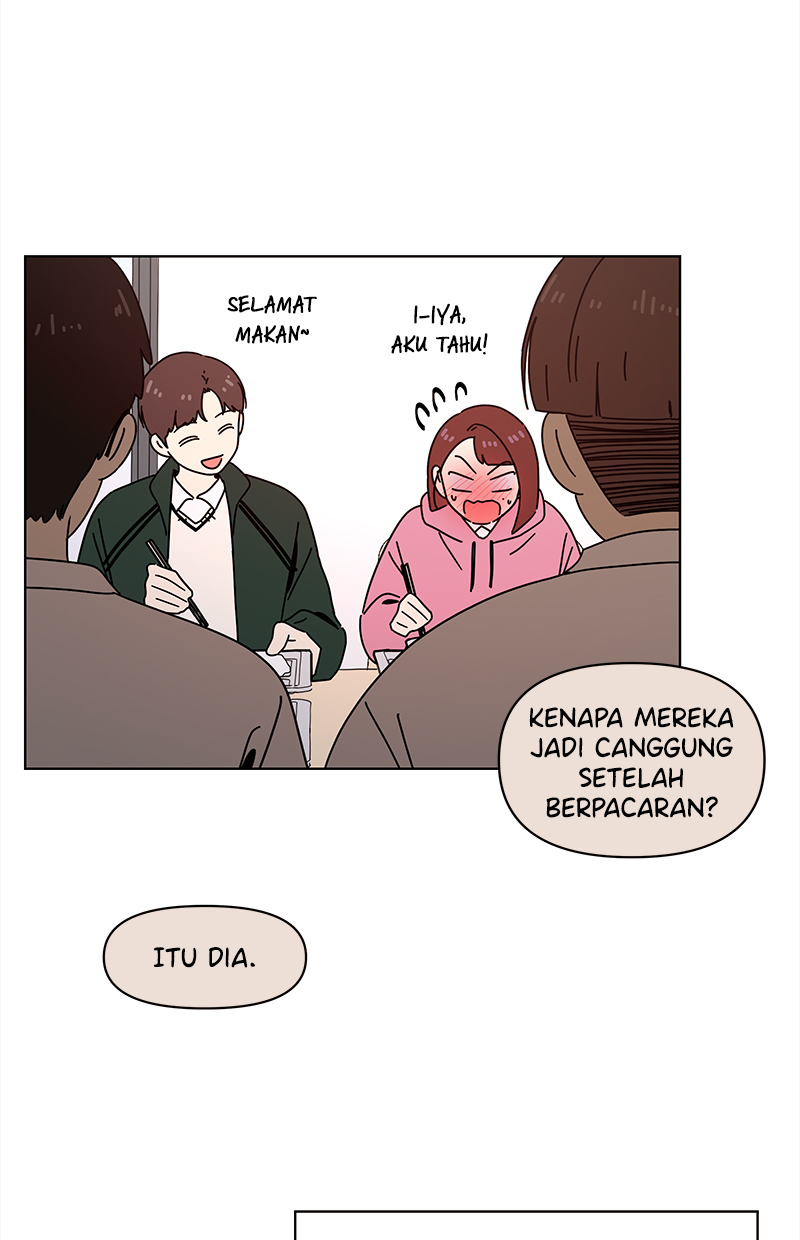 SELAMAT
MAKAN~
I-IYA,
AKU TAHU!
KENAPA MEREKA
JADI CANGGUNG
SETELAH
BERPACARAN?
ITU DIA.